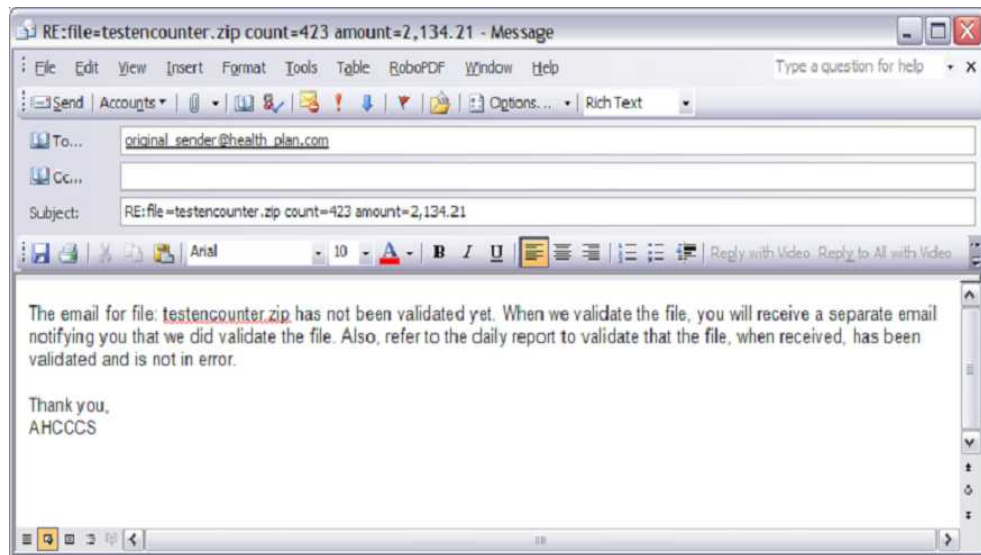 RE:file=testencounter.zip count=423 amount=2,134.21 - Message
File Edit View Insert Format Tools Table RoboPDF Window Help Type a question for help
Send Accounts Options... Rich Text
To... original_sender@health_plan.com
Cc...
Subject: RE:file=testencounter.zip count=423 amount=2,134.21
Arial 10 A B I U Reply with Video Reply to All with Video
The email for file: testencounter.zip has not been validated yet. When we validate the file, you will receive a separate email
notifying you that we did validate the file. Also, refer to the daily report to validate that the file, when received, has been
validated and is not in error.
Thank you,
AHCCCS